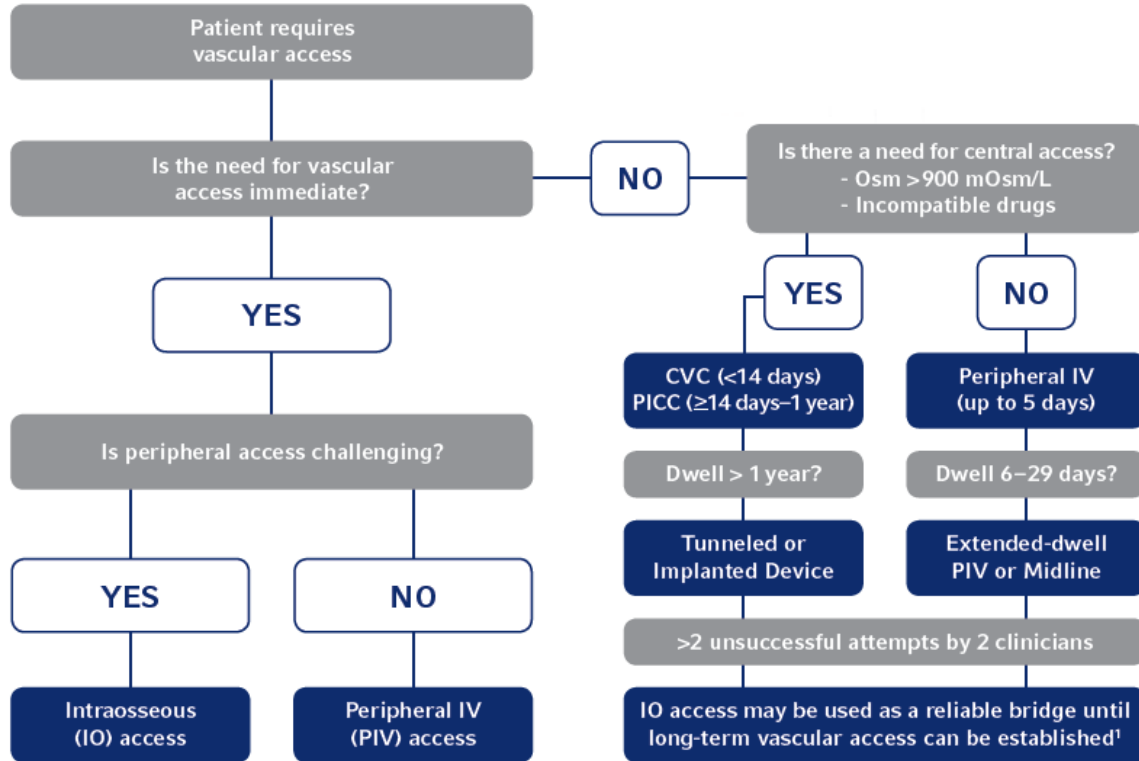 Patient requires
vascular access
Is the need for vascular
access immediate?
NO
Is there a need for central access?
- Osm >900 mOsm/L
- Incompatible drugs
YES
YES
NO
CVC (<14 days)
PICC (≥14 days–1 year)
Peripheral IV
(up to 5 days)
Is peripheral access challenging?
Dwell > 1 year?
Dwell 6–29 days?
Tunneled or
Implanted Device
Extended-dwell
PIV or Midline
YES
NO
>2 unsuccessful attempts by 2 clinicians
Intraosseous
(IO) access
Peripheral IV
(PIV) access
IO access may be used as a reliable bridge until
long-term vascular access can be established¹